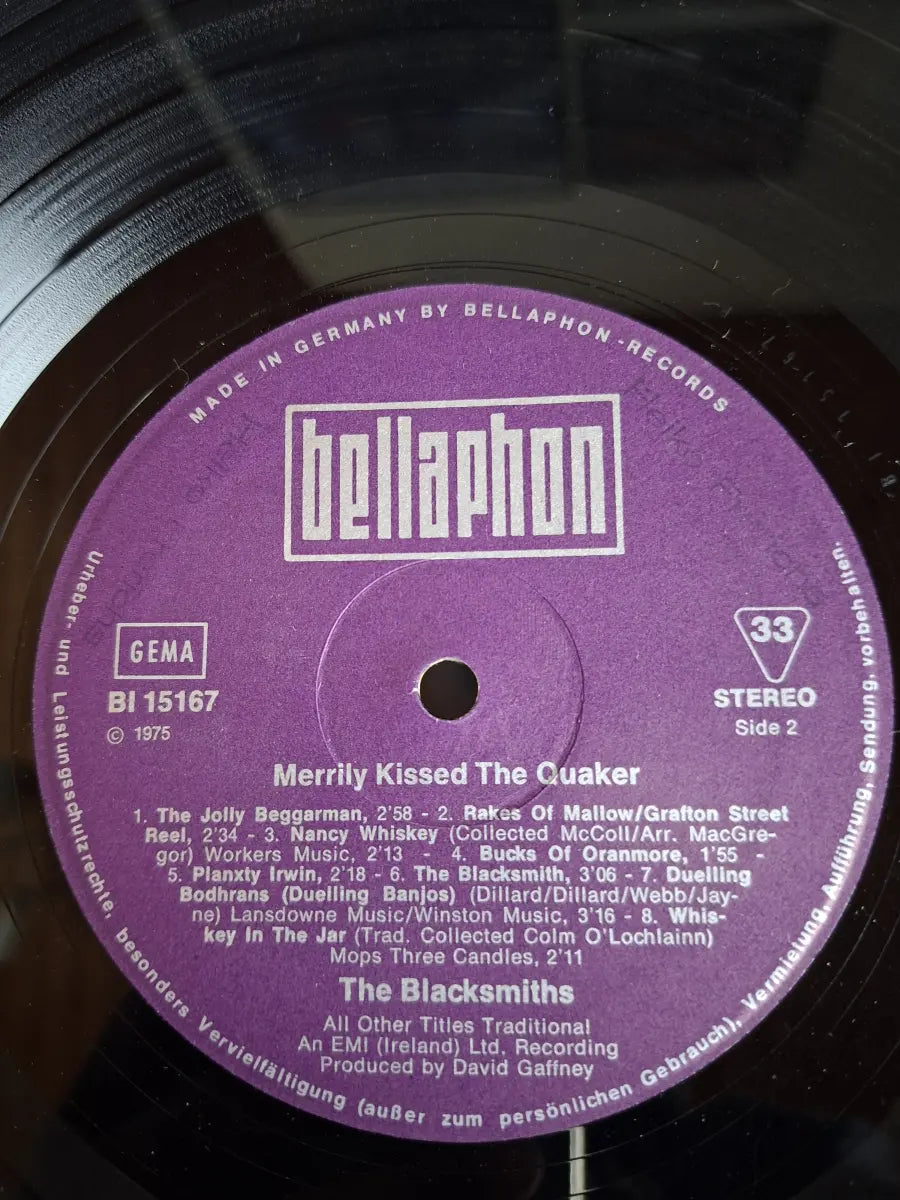 MADE IN GERMANY BY BELLAPHON-RECORDS
bellaphon
GEMA
BI 15167
© 1975
33
STEREO
Side 2
Merrily Kissed The Quaker
1. The Jolly Beggarman, 2'58 - 2. Rakes Of Mallow/Grafton Street
Reel, 2'34 - 3. Nancy Whiskey (Collected McColl/Arr. MacGre-
gor) Workers Music, 2'13 - 4. Bucks Of Oranmore, 1'55 -
5. Planxty Irwin, 2'18 - 6. The Blacksmith, 3'06 - 7. Duelling
Bodhrans (Duelling Banjos) (Dillard/Dillard/Webb/Jay-
ne) Lansdowne Music/Winston Music, 3'16 - 8. Whis-
key In The Jar (Trad. Collected Colm O'Lochlainn)
Mops Three Candles, 2'11
The Blacksmiths
All Other Titles Traditional
An EMI (Ireland) Ltd, Recording
Produced by David Gaffney
Urheber- und Leistungsschulzrechte, besonders Vervielfältigung (außer zum persönlichen Gebrauch), Vermietung, Aufführung, Sendung, vorbehalten.